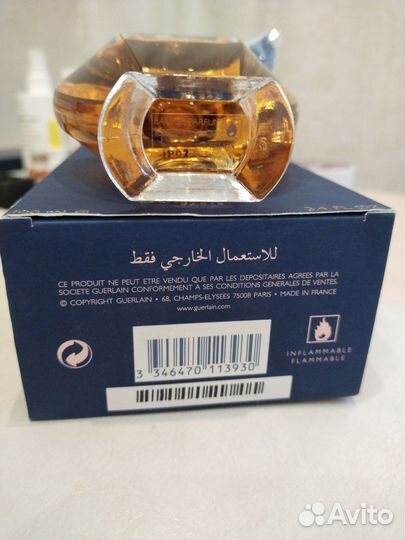 EAU DE PARFUM
1P02
للاستعمال الخارجي فقط
CE PRODUIT NE PEUT ETRE VENDU QUE PAR LES DEPOSITAIRES AGREES PAR LA
SOCIETE GUERLAIN CONFORMEMENT A SES CONDITIONS GENERALES DE VENTES.
© COPYRIGHT GUERLAIN • 68, CHAMPS-ELYSEES 75008 PARIS • MADE IN FRANCE
www.guerlain.com
INFLAMMABLE
FLAMMABLE
3 346470 113930
Avito